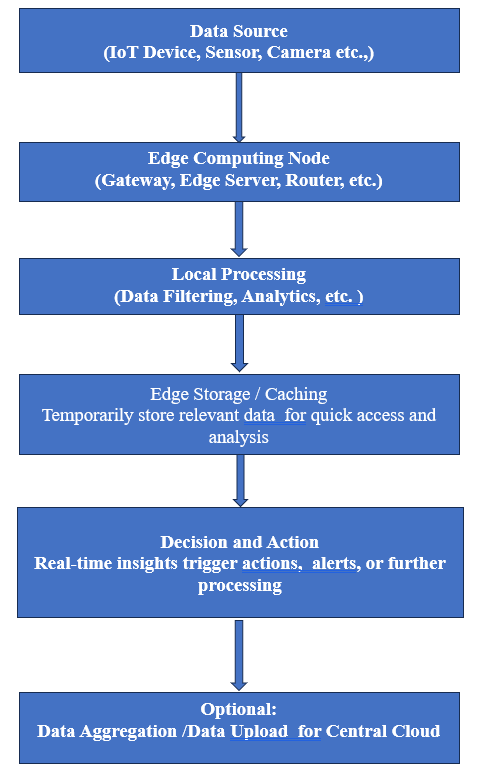 Data Source
(IoT Device, Sensor, Camera etc.,)
Edge Computing Node
(Gateway, Edge Server, Router, etc.)
Local Processing
(Data Filtering, Analytics, etc. )
Edge Storage / Caching
Temporarily store relevant data  for quick access and
analysis
Decision and Action
Real-time insights trigger actions,  alerts, or further
processing
Optional:
Data Aggregation /Data Upload  for Central Cloud